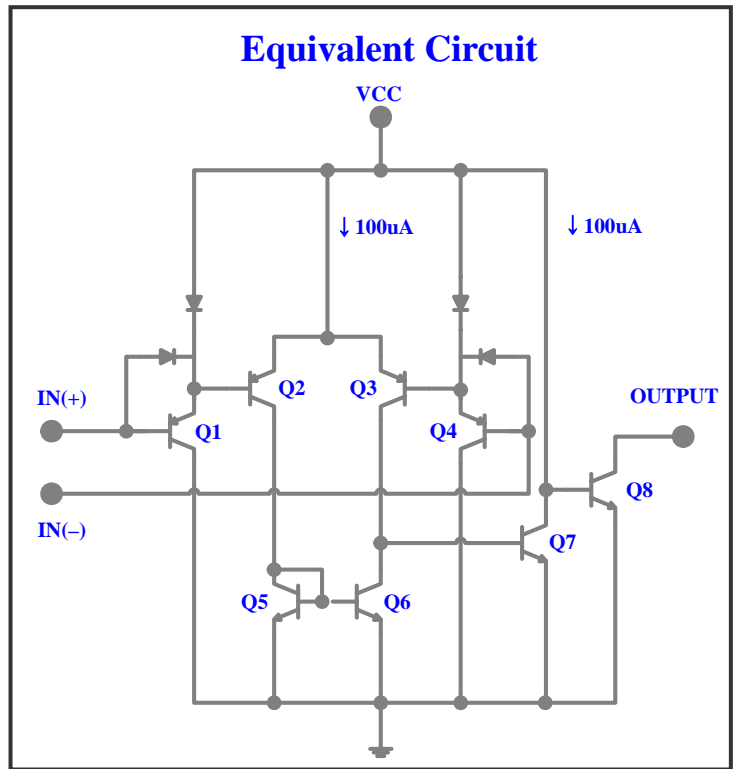 Equivalent Circuit
VCC
↓ 100uA
↓ 100uA
Q2
Q3
IN(+)
OUTPUT
Q1
Q4
Q8
IN(–)
Q7
Q5
Q6